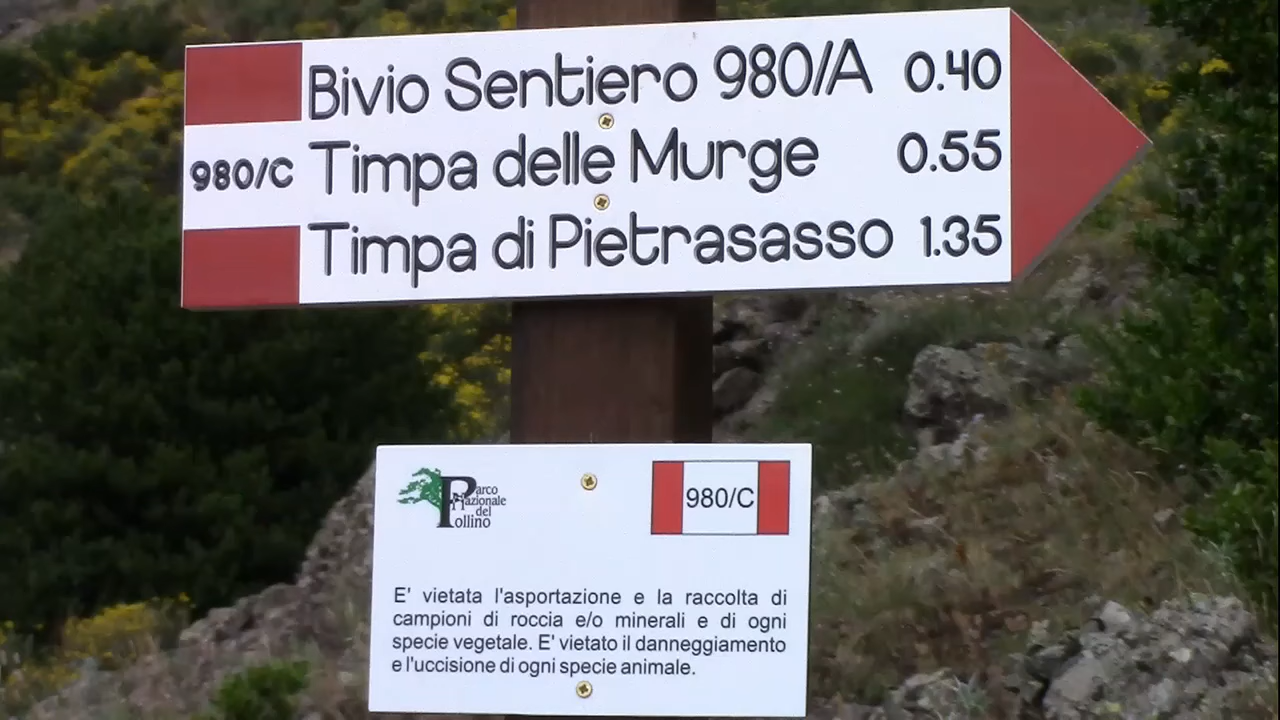 Bivio Sentiero 980/A 0.40
980/C Timpa delle Murge 0.55
Timpa di Pietrasasso 1.35
Parco
Nazionale
del
Pollino
980/C
E' vietata l'asportazione e la raccolta di
campioni di roccia e/o minerali e di ogni
specie vegetale. E' vietato il danneggiamento
e l'uccisione di ogni specie animale.